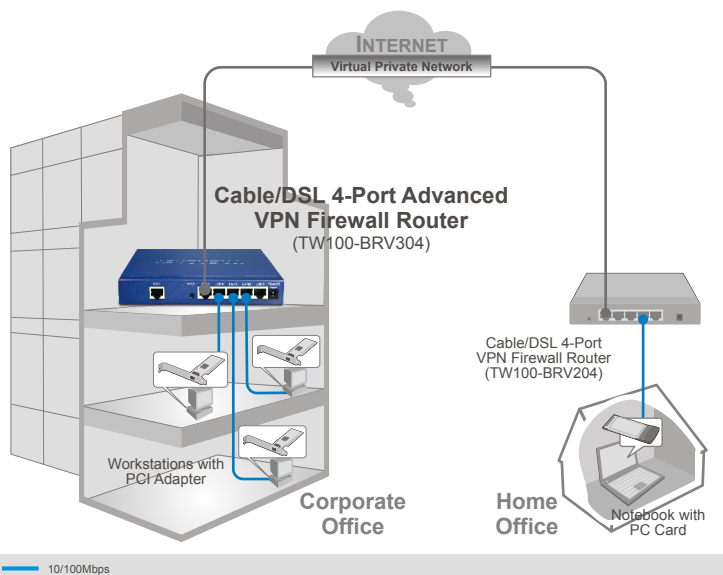 INTERNET
Virtual Private Network
Cable/DSL 4-Port Advanced
VPN Firewall Router
(TW100-BRV304)
Cable/DSL 4-Port
VPN Firewall Router
(TW100-BRV204)
Workstations with
PCI Adapter
Corporate
Office
Home
Office
Notebook with
PC Card
10/100Mbps